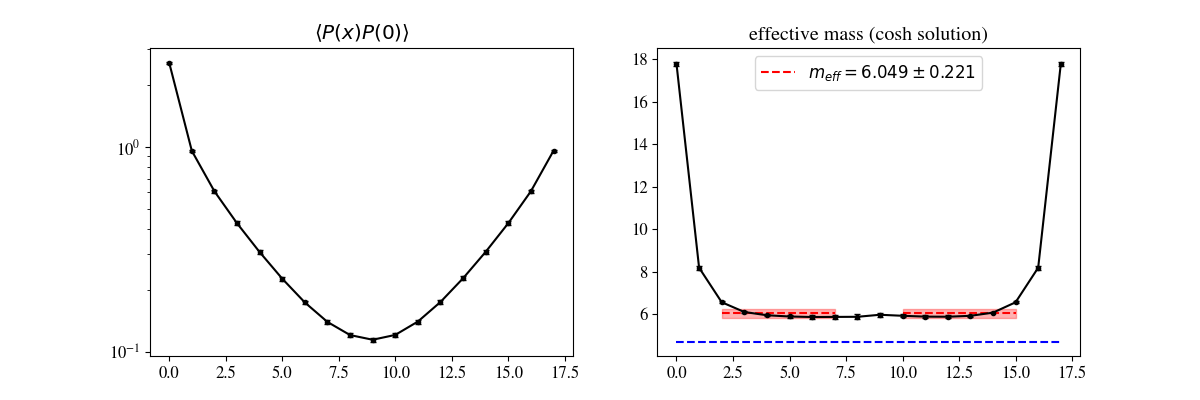 ⟨P(x)P(0)⟩
10⁰
10⁻¹
0.0 2.5 5.0 7.5 10.0 12.5 15.0 17.5
effective mass (cosh solution)
m_eff = 6.049 ± 0.221
18
16
14
12
10
8
6
0.0 2.5 5.0 7.5 10.0 12.5 15.0 17.5